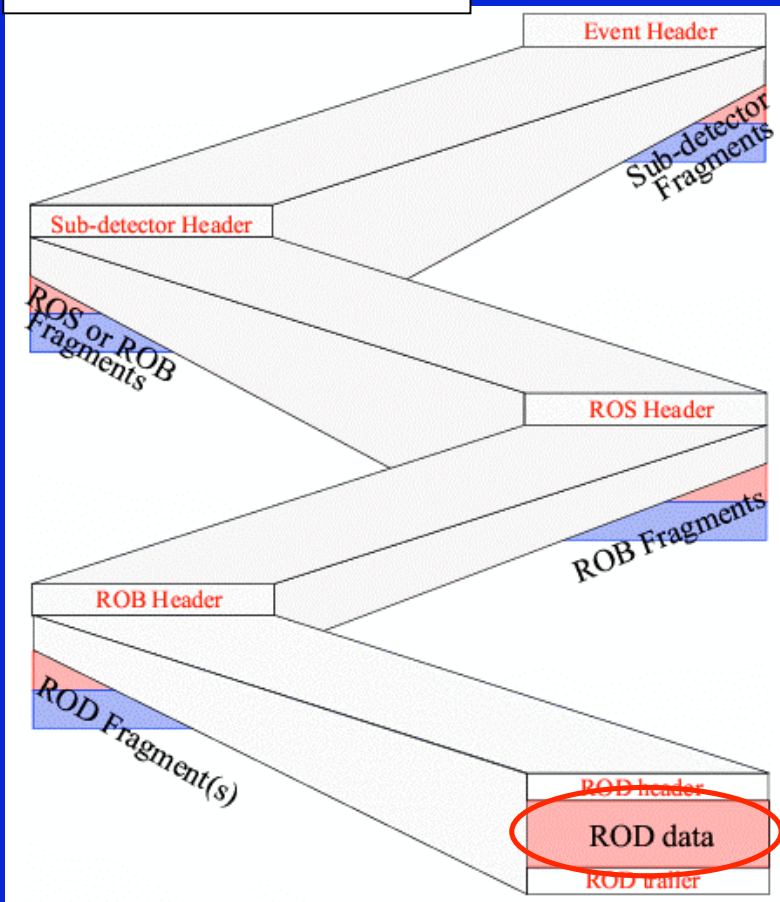 Event Header
Sub-detector
Fragments
Sub-detector Header
ROS or ROB
Fragments
ROS Header
ROB Fragments
ROB Header
ROD Fragment(s)
ROD header
ROD data
ROD trailer